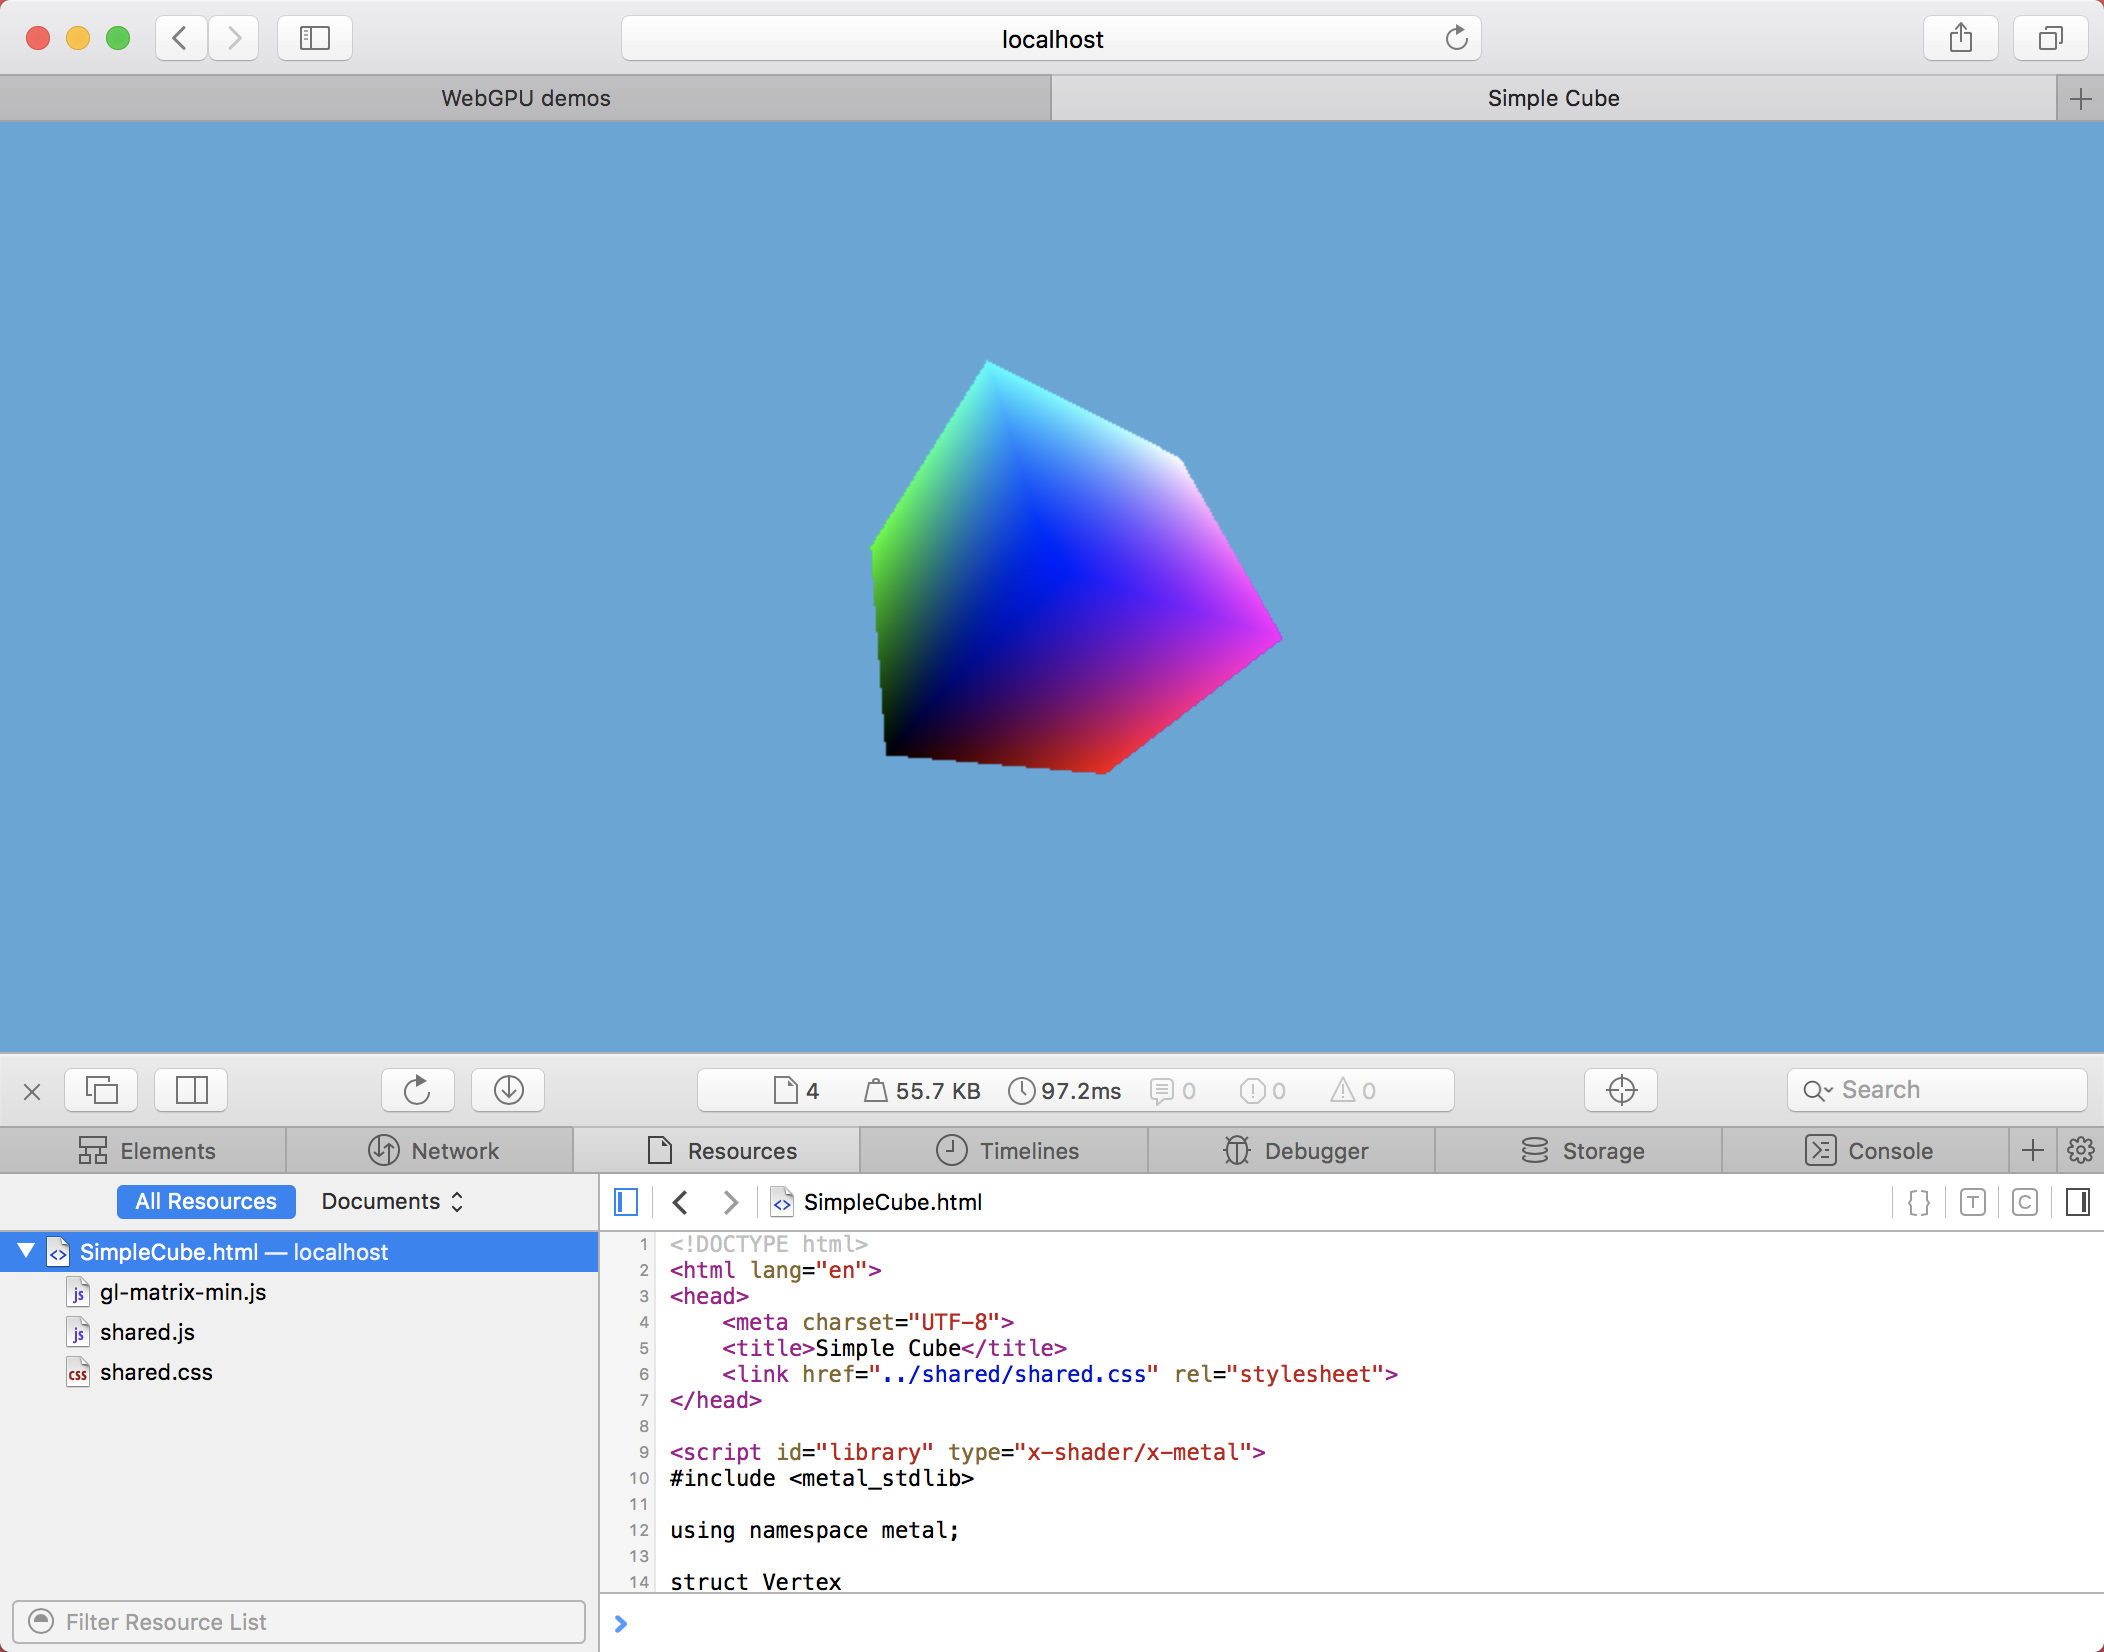 localhost
WebGPU demos
Simple Cube
4 55.7 KB 97.2ms 0 0 0
Search
Elements Network Resources Timelines Debugger Storage Console
All Resources Documents
SimpleCube.html
SimpleCube.html — localhost
gl-matrix-min.js
shared.js
shared.css
Filter Resource List
1 <!DOCTYPE html>
2 <html lang="en">
3 <head>
4 <meta charset="UTF-8">
5 <title>Simple Cube</title>
6 <link href="../shared/shared.css" rel="stylesheet">
7 </head>
8
9 <script id="library" type="x-shader/x-metal">
10 #include <metal_stdlib>
11
12 using namespace metal;
13
14 struct Vertex